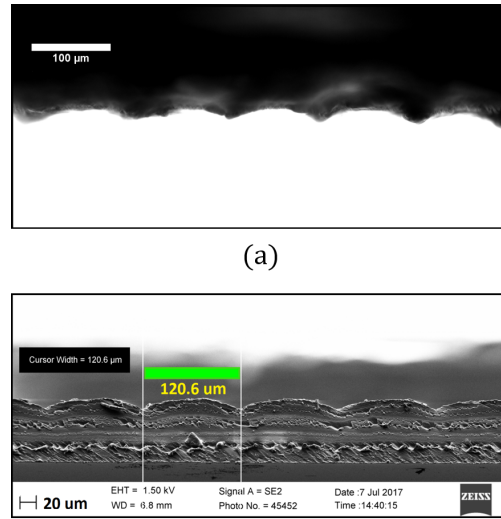 100 µm
(a)
Cursor Width = 120.6 µm
120.6 um
20 um
EHT = 1.50 kV
WD = 6.8 mm
Signal A = SE2
Photo No. = 45452
Date :7 Jul 2017
Time :14:40:15
ZEISS